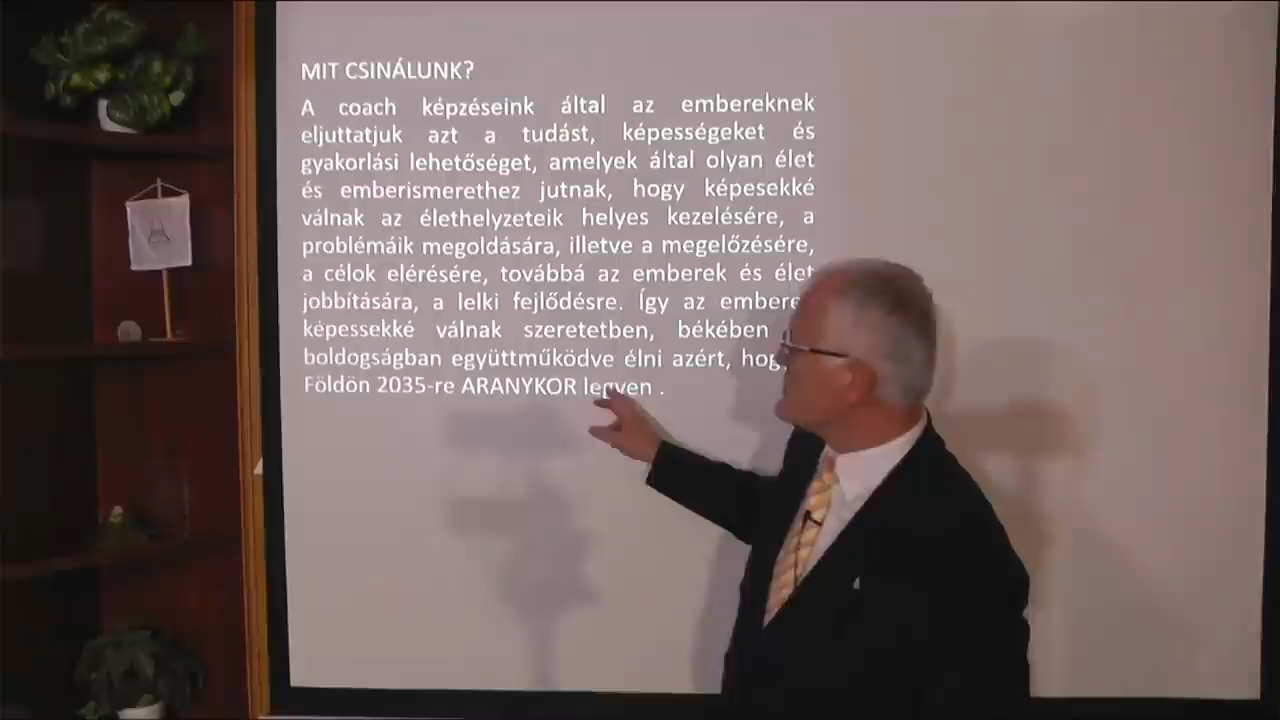 MIT CSINÁLUNK?
A coach képzéseink által az embereknek
eljuttatjuk azt a tudást, képességeket és
gyakorlási lehetőséget, amelyek által olyan élet
és emberismerethez jutnak, hogy képesekké
válnak az élethelyzeteik helyes kezelésére, a
problémáik megoldására, illetve a megelőzésére,
a célok elérésére, továbbá az emberek és élet
jobbítására, a lelki fejlődésre. Így az
képessekké válnak szeretetben, békében
boldogságban együttműködve élni azért,
Földön 2035-re ARANYKOR legyen .